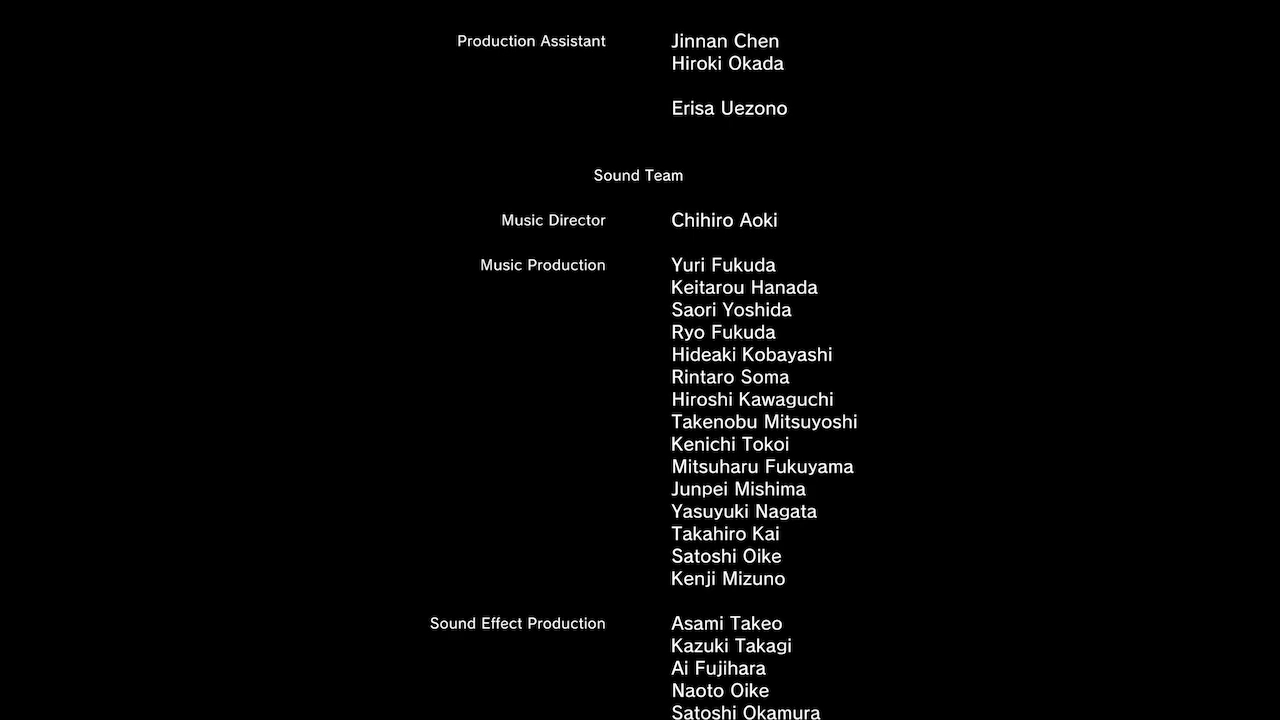 Production Assistant Jinnan Chen
Hiroki Okada
Erisa Uezono
Sound Team
Music Director Chihiro Aoki
Music Production Yuri Fukuda
Keitarou Hanada
Saori Yoshida
Ryo Fukuda
Hideaki Kobayashi
Rintaro Soma
Hiroshi Kawaguchi
Takenobu Mitsuyoshi
Kenichi Tokoi
Mitsuharu Fukuyama
Junpei Mishima
Yasuyuki Nagata
Takahiro Kai
Satoshi Oike
Kenji Mizuno
Sound Effect Production Asami Takeo
Kazuki Takagi
Ai Fujihara
Naoto Oike
Satoshi Okamura